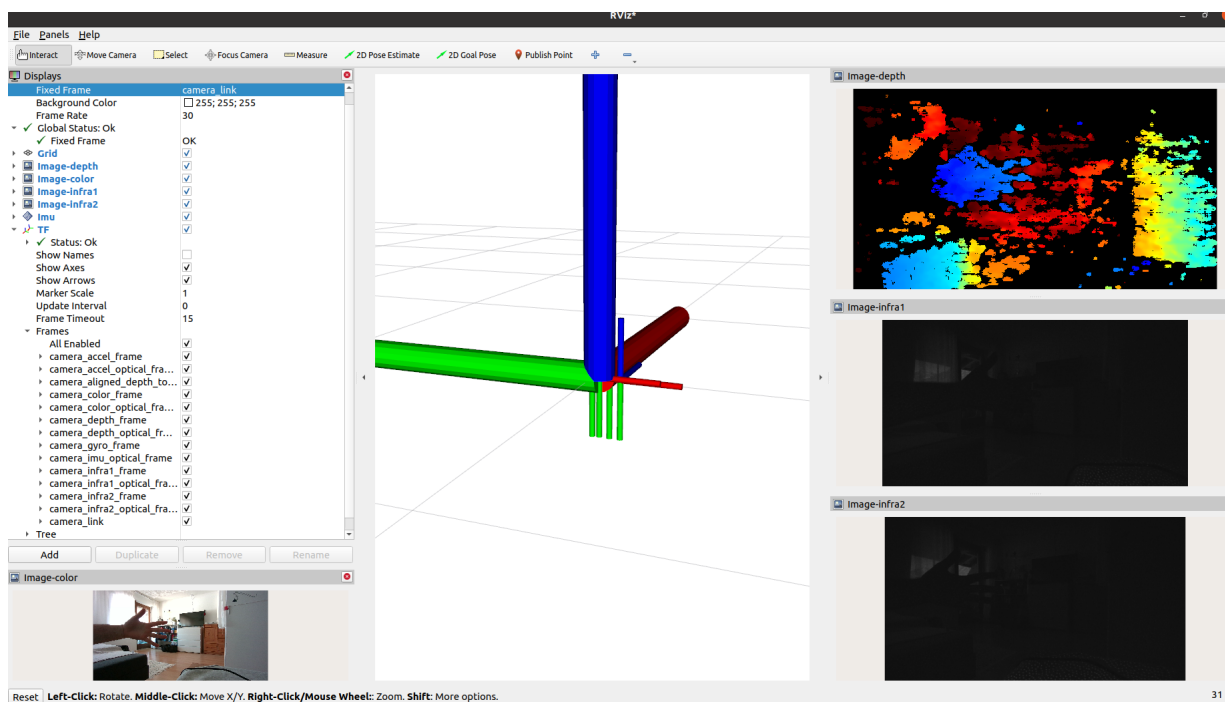 RViz*
File Panels Help
Interact Move Camera Select Focus Camera Measure 2D Pose Estimate 2D Goal Pose Publish Point
Displays
Fixed Frame camera_link
Background Color 255; 255; 255
Frame Rate 30
Global Status: Ok
Fixed Frame OK
Grid
Image-depth
Image-color
Image-infra1
Image-infra2
Imu
TF
Status: Ok
Show Names
Show Axes
Show Arrows
Marker Scale 1
Update Interval 0
Frame Timeout 15
Frames
All Enabled
camera_accel_frame
camera_accel_optical_fra...
camera_aligned_depth_to...
camera_color_frame
camera_color_optical_fra...
camera_depth_frame
camera_depth_optical_fr...
camera_gyro_frame
camera_imu_optical_frame
camera_infra1_frame
camera_infra1_optical_fra...
camera_infra2_frame
camera_infra2_optical_fra...
camera_link
Tree
Add Duplicate Remove Rename
Image-color
Image-depth
Image-infra1
Image-infra2
Reset Left-Click: Rotate. Middle-Click: Move X/Y. Right-Click/Mouse Wheel:: Zoom. Shift: More options.
31